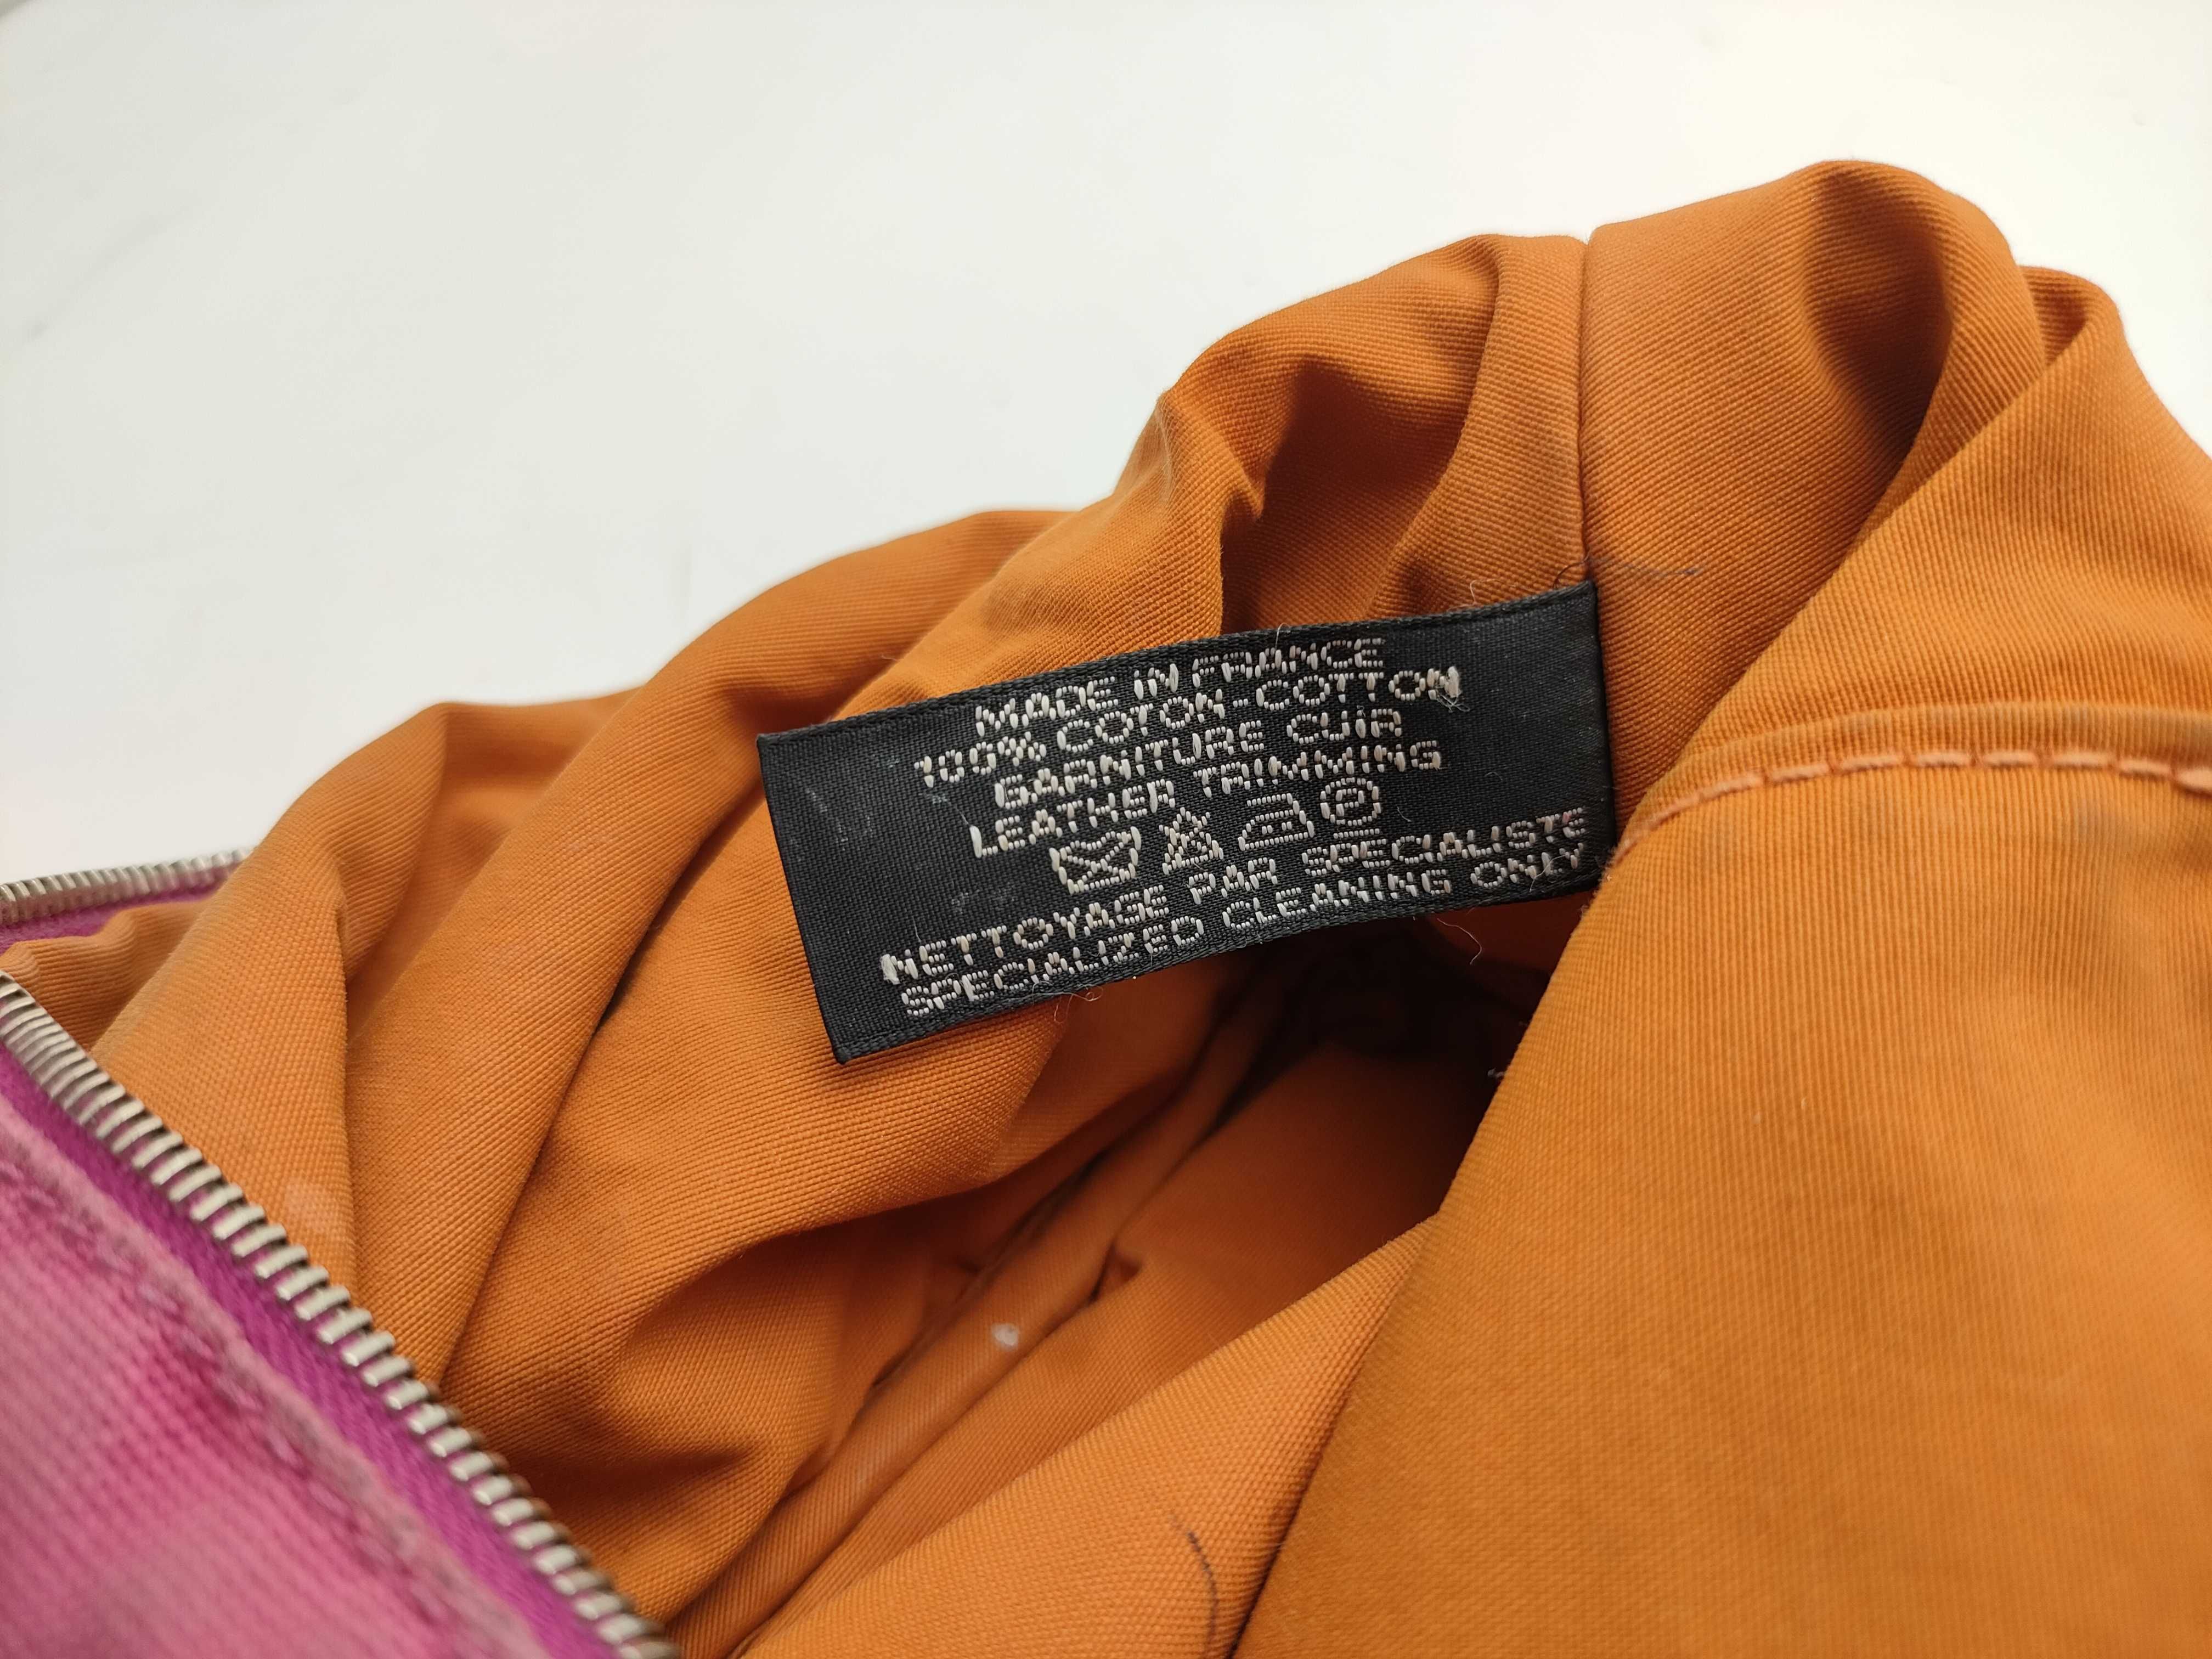 MADE IN FRANCE
100% COTON-COTTON
GARNITURE CUIR
LEATHER TRIMMING
P
NETTOYAGE PAR SPECIALISTE
SPECIALIZED CLEANING ONLY